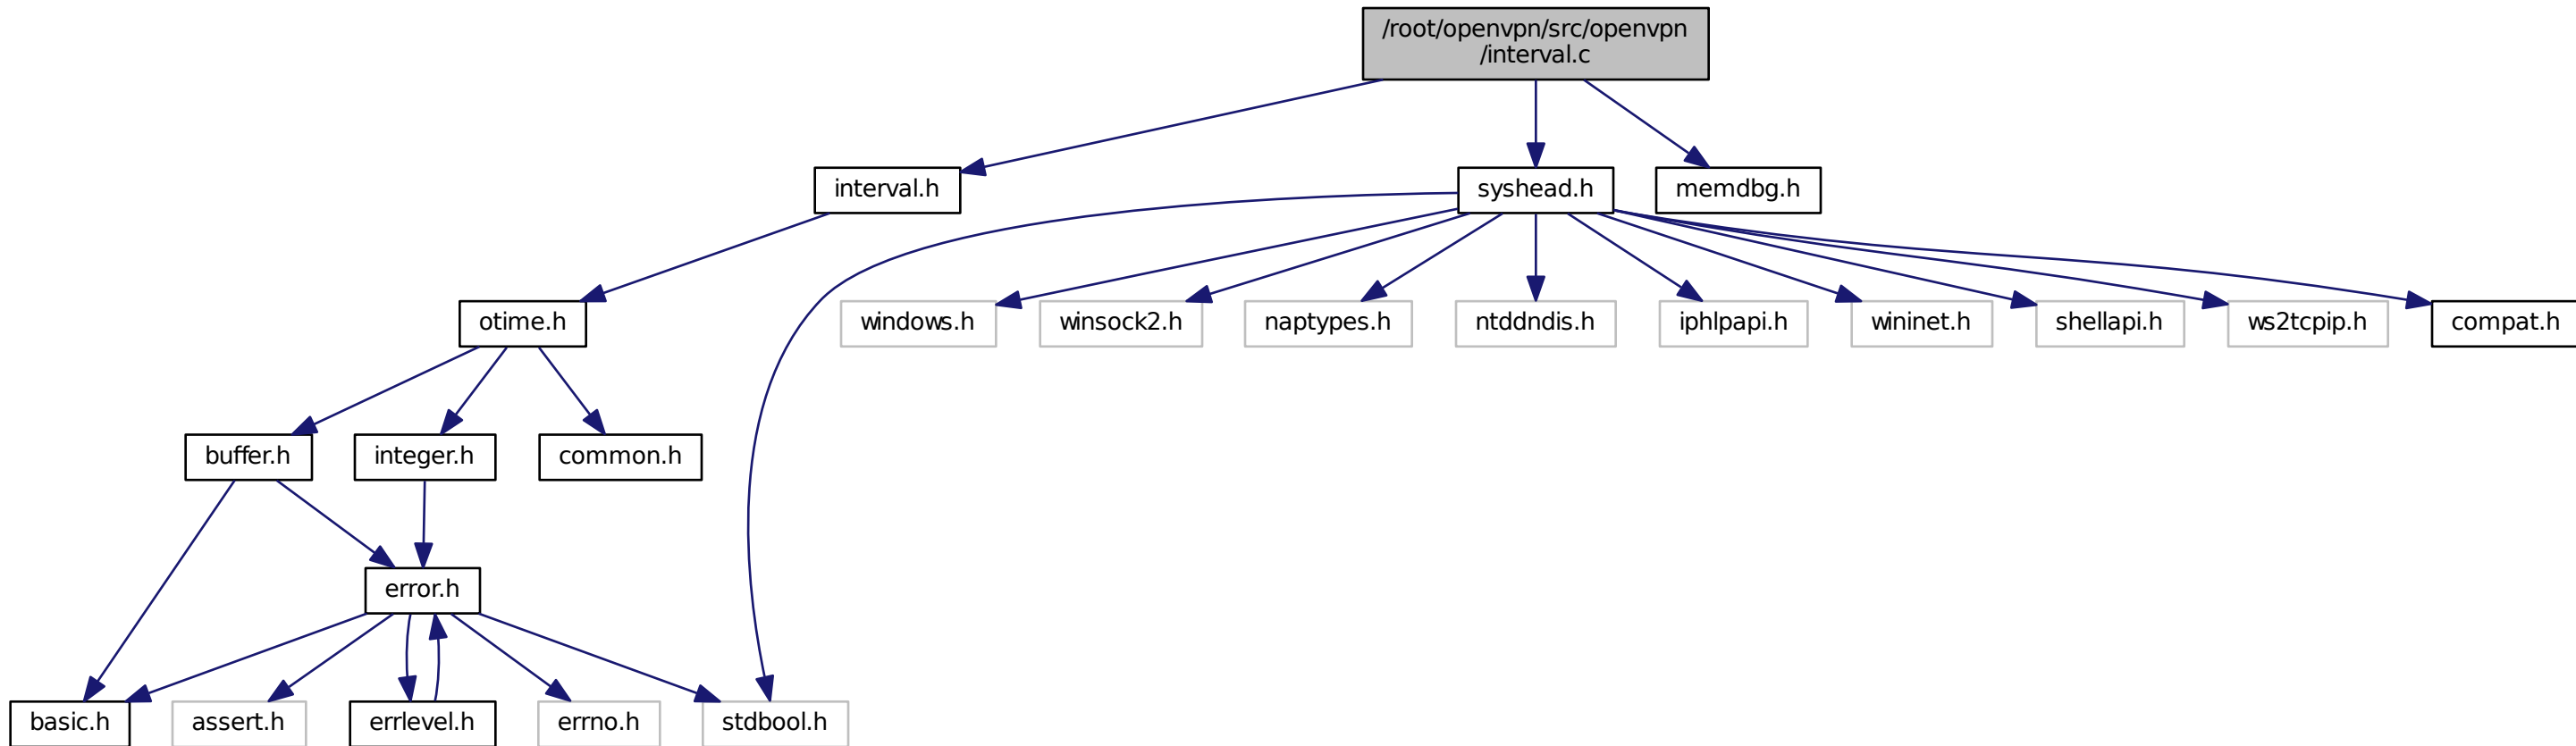 /root/openvpn/src/openvpn
/interval.c
interval.h
syshead.h
memdbg.h
otime.h
windows.h
winsock2.h
naptypes.h
ntddndis.h
iphlpapi.h
wininet.h
shellapi.h
ws2tcpip.h
compat.h
buffer.h
integer.h
common.h
error.h
basic.h
assert.h
errlevel.h
errno.h
stdbool.h